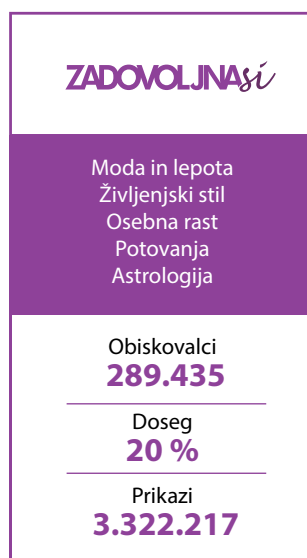 ZADOVOLJNAsi
Moda in lepota
Življenjski stil
Osebna rast
Potovanja
Astrologija
Obiskovalci
289.435
Doseg
20 %
Prikazi
3.322.217